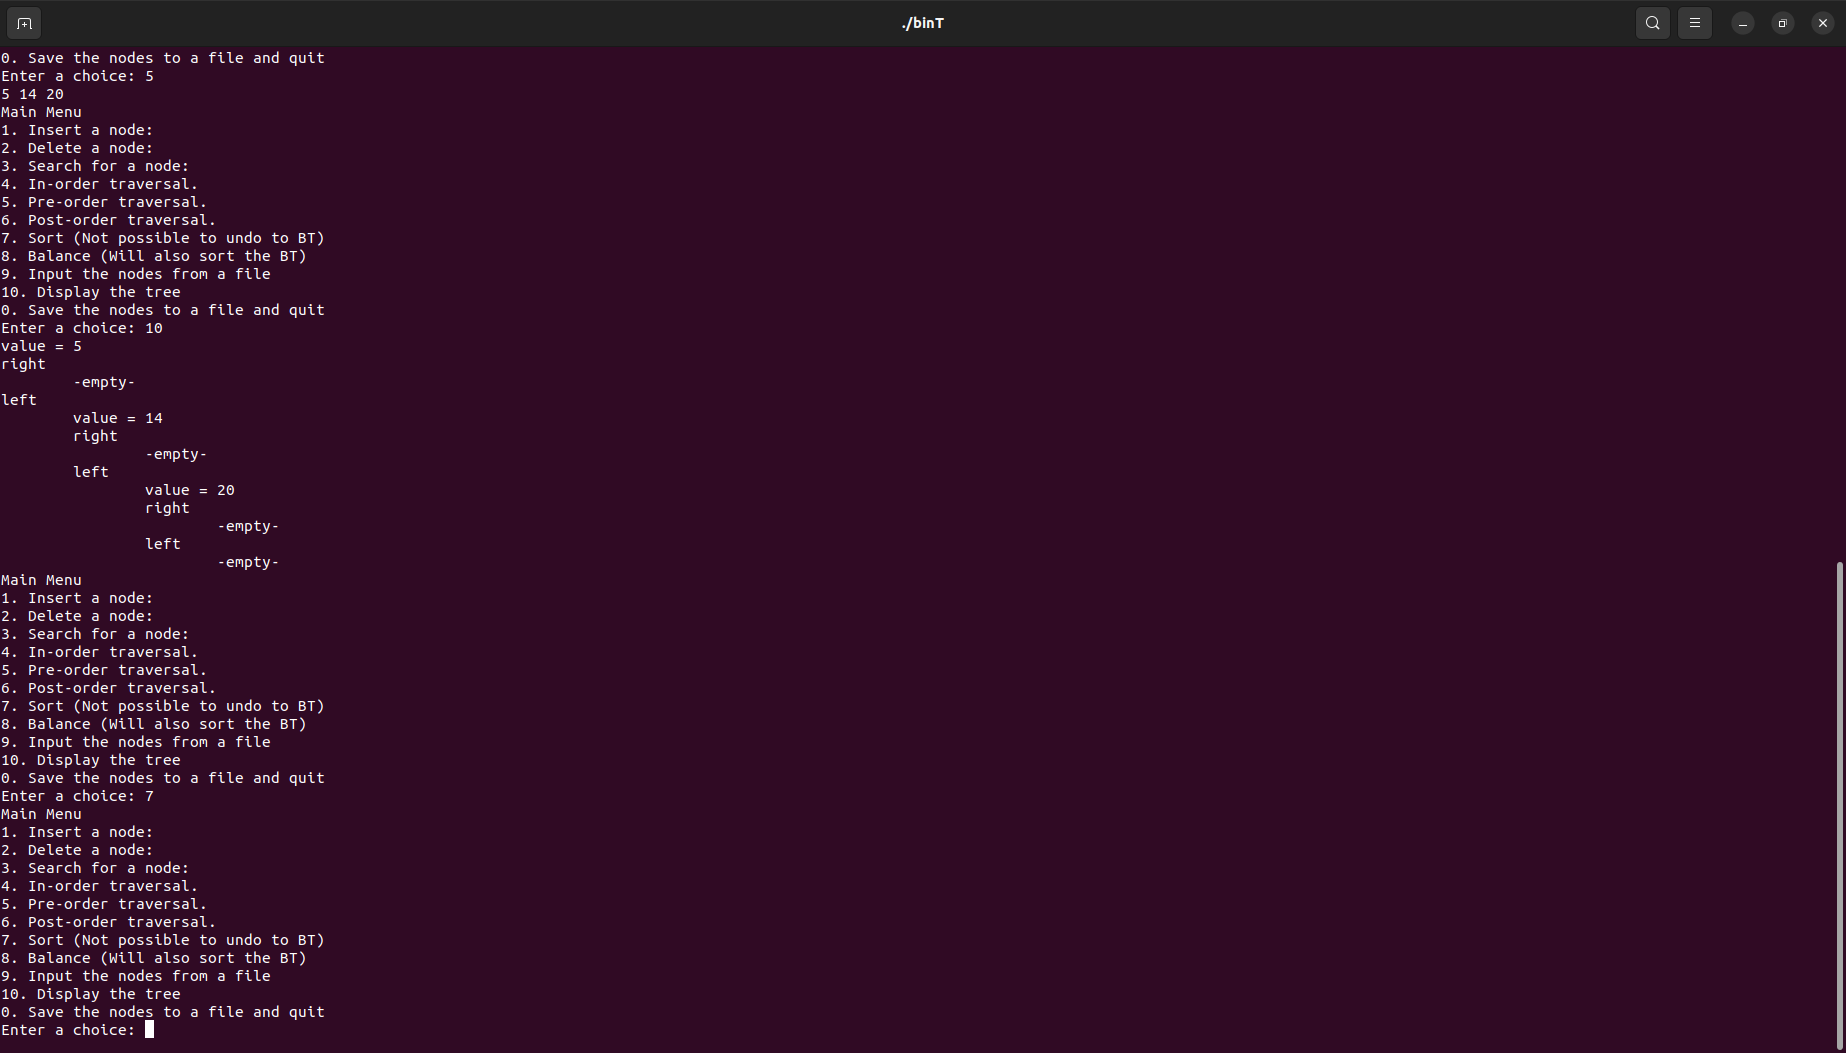 ./binT
0. Save the nodes to a file and quit
Enter a choice: 5
5 14 20
Main Menu
1. Insert a node:
2. Delete a node:
3. Search for a node:
4. In-order traversal.
5. Pre-order traversal.
6. Post-order traversal.
7. Sort (Not possible to undo to BT)
8. Balance (Will also sort the BT)
9. Input the nodes from a file
10. Display the tree
0. Save the nodes to a file and quit
Enter a choice: 10
value = 5
right
        -empty-
left
        value = 14
        right
                -empty-
        left
                value = 20
                right
                        -empty-
                left
                        -empty-
Main Menu
1. Insert a node:
2. Delete a node:
3. Search for a node:
4. In-order traversal.
5. Pre-order traversal.
6. Post-order traversal.
7. Sort (Not possible to undo to BT)
8. Balance (Will also sort the BT)
9. Input the nodes from a file
10. Display the tree
0. Save the nodes to a file and quit
Enter a choice: 7
Main Menu
1. Insert a node:
2. Delete a node:
3. Search for a node:
4. In-order traversal.
5. Pre-order traversal.
6. Post-order traversal.
7. Sort (Not possible to undo to BT)
8. Balance (Will also sort the BT)
9. Input the nodes from a file
10. Display the tree
0. Save the nodes to a file and quit
Enter a choice: